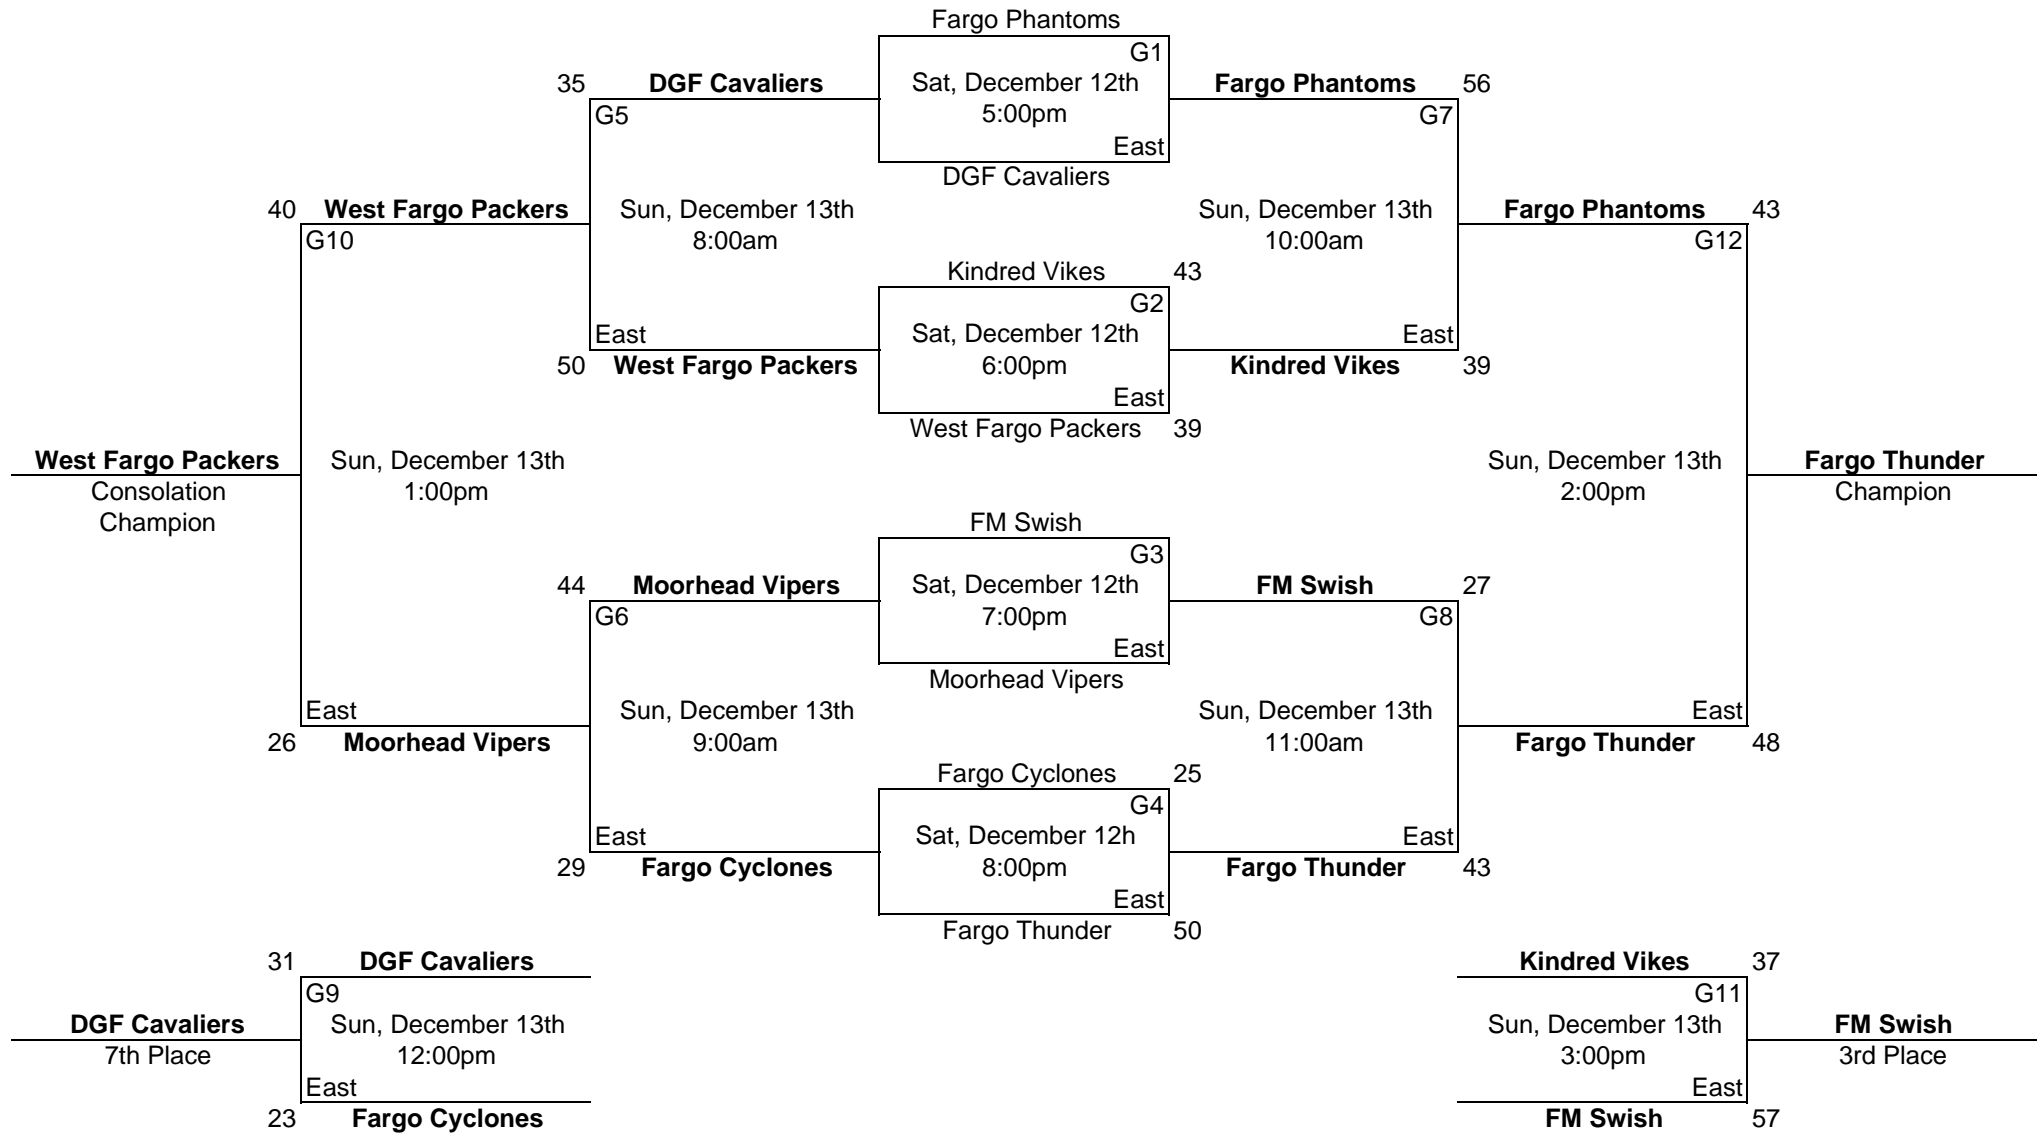 Fargo Phantoms
G1
35 DGF Cavaliers Sat, December 12th Fargo Phantoms 56
G5 5:00pm G7
East
DGF Cavaliers
40 West Fargo Packers Sun, December 13th Sun, December 13th Fargo Phantoms 43
G10 8:00am 10:00am G12
Kindred Vikes 43
G2
East Sat, December 12th East
50 West Fargo Packers 6:00pm Kindred Vikes 39
East
West Fargo Packers 39
West Fargo Packers Sun, December 13th Sun, December 13th Fargo Thunder
Consolation 1:00pm 2:00pm Champion
Champion FM Swish
G3
44 Moorhead Vipers Sat, December 12th FM Swish 27
G6 7:00pm G8
East
Moorhead Vipers
East Sun, December 13th Sun, December 13th East
26 Moorhead Vipers 9:00am 11:00am Fargo Thunder 48
Fargo Cyclones 25
G4
East Sat, December 12h East
29 Fargo Cyclones 8:00pm Fargo Thunder 43
East
Fargo Thunder 50
31 DGF Cavaliers Kindred Vikes 37
G9 G11
DGF Cavaliers Sun, December 13th Sun, December 13th FM Swish
7th Place 12:00pm 3:00pm 3rd Place
East East
23 Fargo Cyclones FM Swish 57